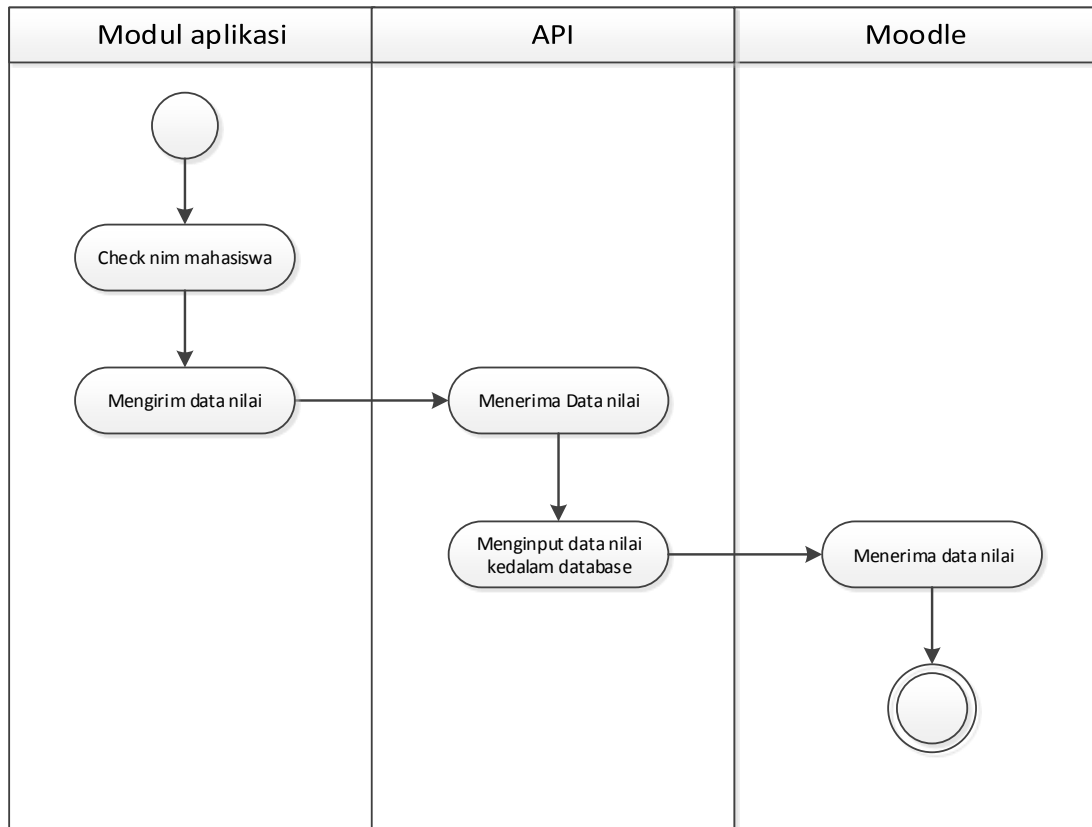 Modul aplikasi
API
Moodle
Check nim mahasiswa
Mengirim data nilai
Menerima Data nilai
Menginput data nilai
kedalam database
Menerima data nilai